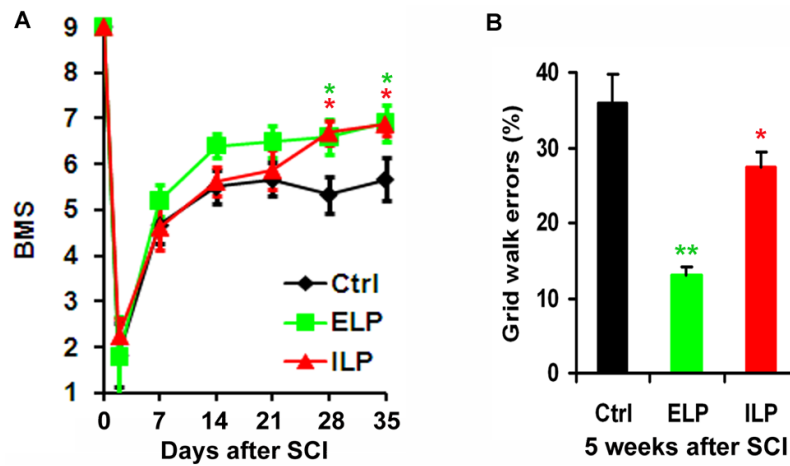 A
BMS
9
8
7
6
5
4
3
2
1
* *
* *
Ctrl
ELP
ILP
0 7 14 21 28 35
Days after SCI
B
Grid walk errors (%)
40
30
20
10
0
**
*
Ctrl ELP ILP
5 weeks after SCI